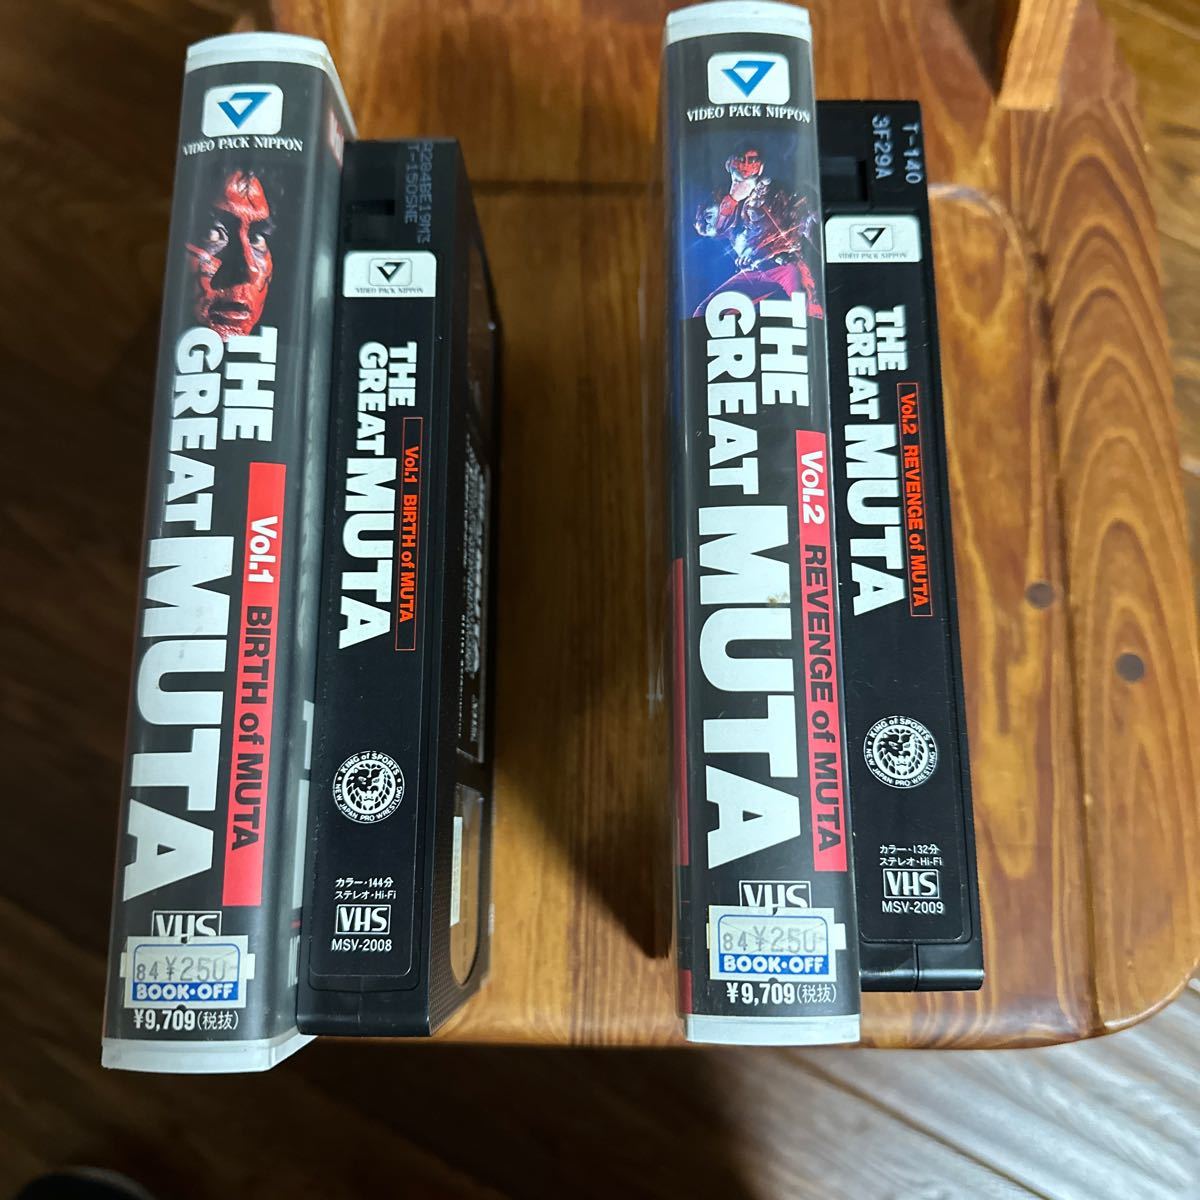 VIDEO PACK NIPPON
THE
GREAT MUTA
Vol.1 BIRTH of MUTA
VHS
84 ¥250
BOOK・OFF
¥9,709(税抜)
T-150SNE
VIDEO PACK NIPPON
THE
GREAT MUTA
Vol.1 BIRTH of MUTA
KING of SPORTS
NEW JAPAN PRO WRESTLING
カラー・144分
ステレオ・Hi-Fi
VHS
MSV-2008
VIDEO PACK NIPPON
THE
GREAT MUTA
Vol.2 REVENGE of MUTA
VHS
84 ¥250
BOOK・OFF
¥9,709(税抜)
T-140
3F29A
VIDEO PACK NIPPON
THE
GREAT MUTA
Vol.2 REVENGE of MUTA
KING of SPORTS
NEW JAPAN PRO WRESTLING
カラー・132分
ステレオ・Hi-Fi
VHS
MSV-2009